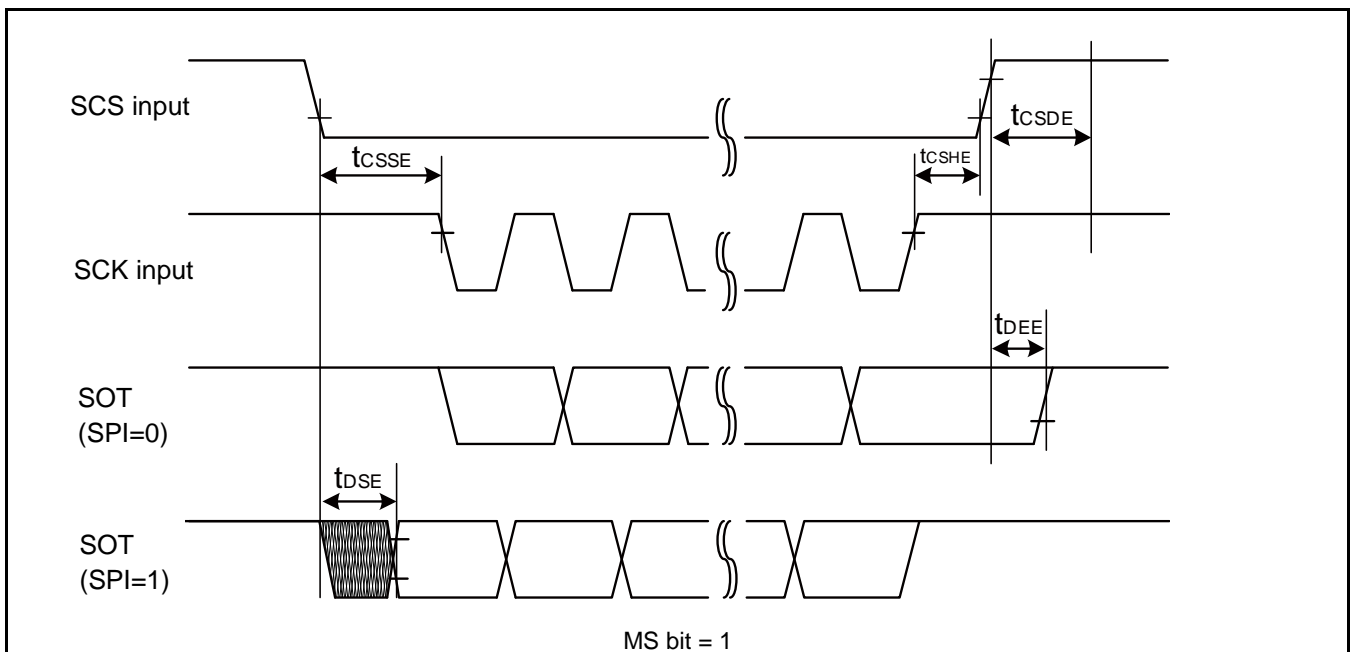 SCS input
tCSDE
tCSSE
tCSHE
SCK input
tDEE
SOT
(SPI=0)
tDSE
SOT
(SPI=1)
MS bit = 1